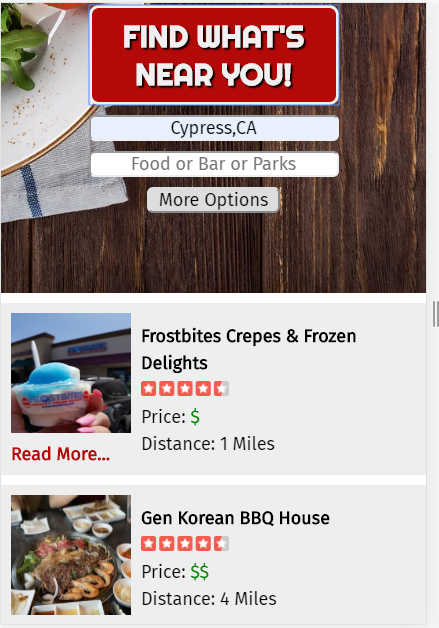 FIND WHAT'S
NEAR YOU!
Cypress,CA
Food or Bar or Parks
More Options
Frostbites Crepes & Frozen
Delights
Price: $
Distance: 1 Miles
Read More...
Gen Korean BBQ House
Price: $$
Distance: 4 Miles